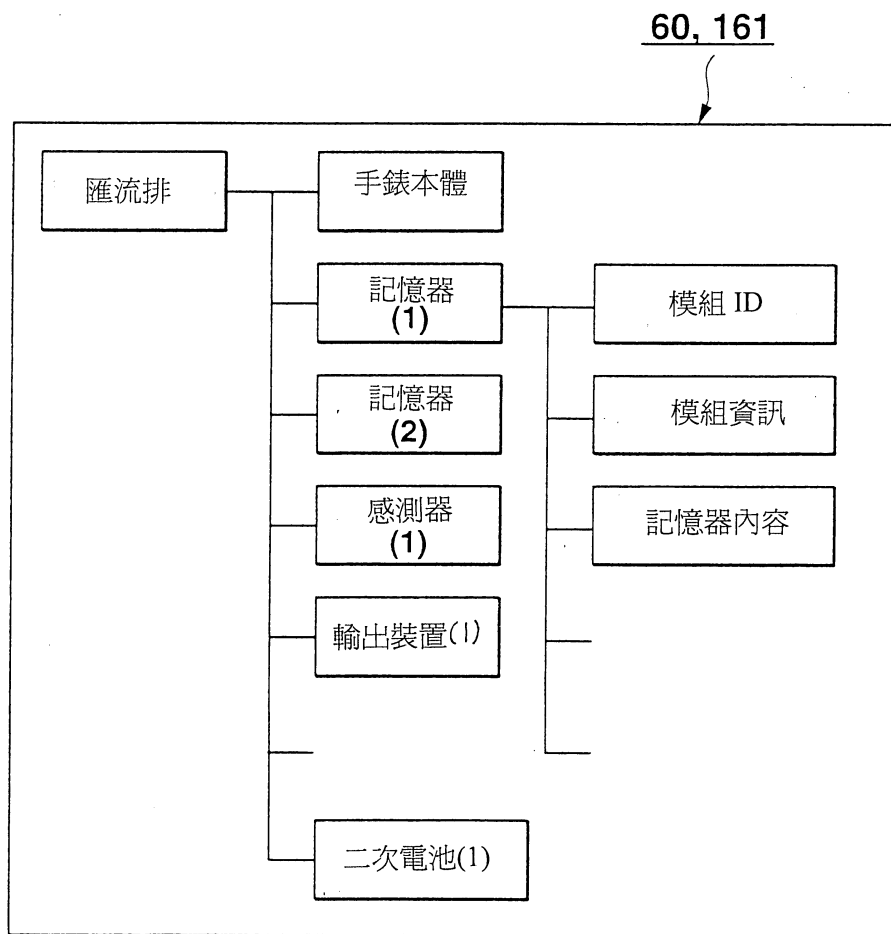 60, 161
匯流排
手錶本體
記憶器
(1)
模組 ID
記憶器
(2)
模組資訊
感測器
(1)
記憶器內容
輸出裝置(1)
二次電池(1)